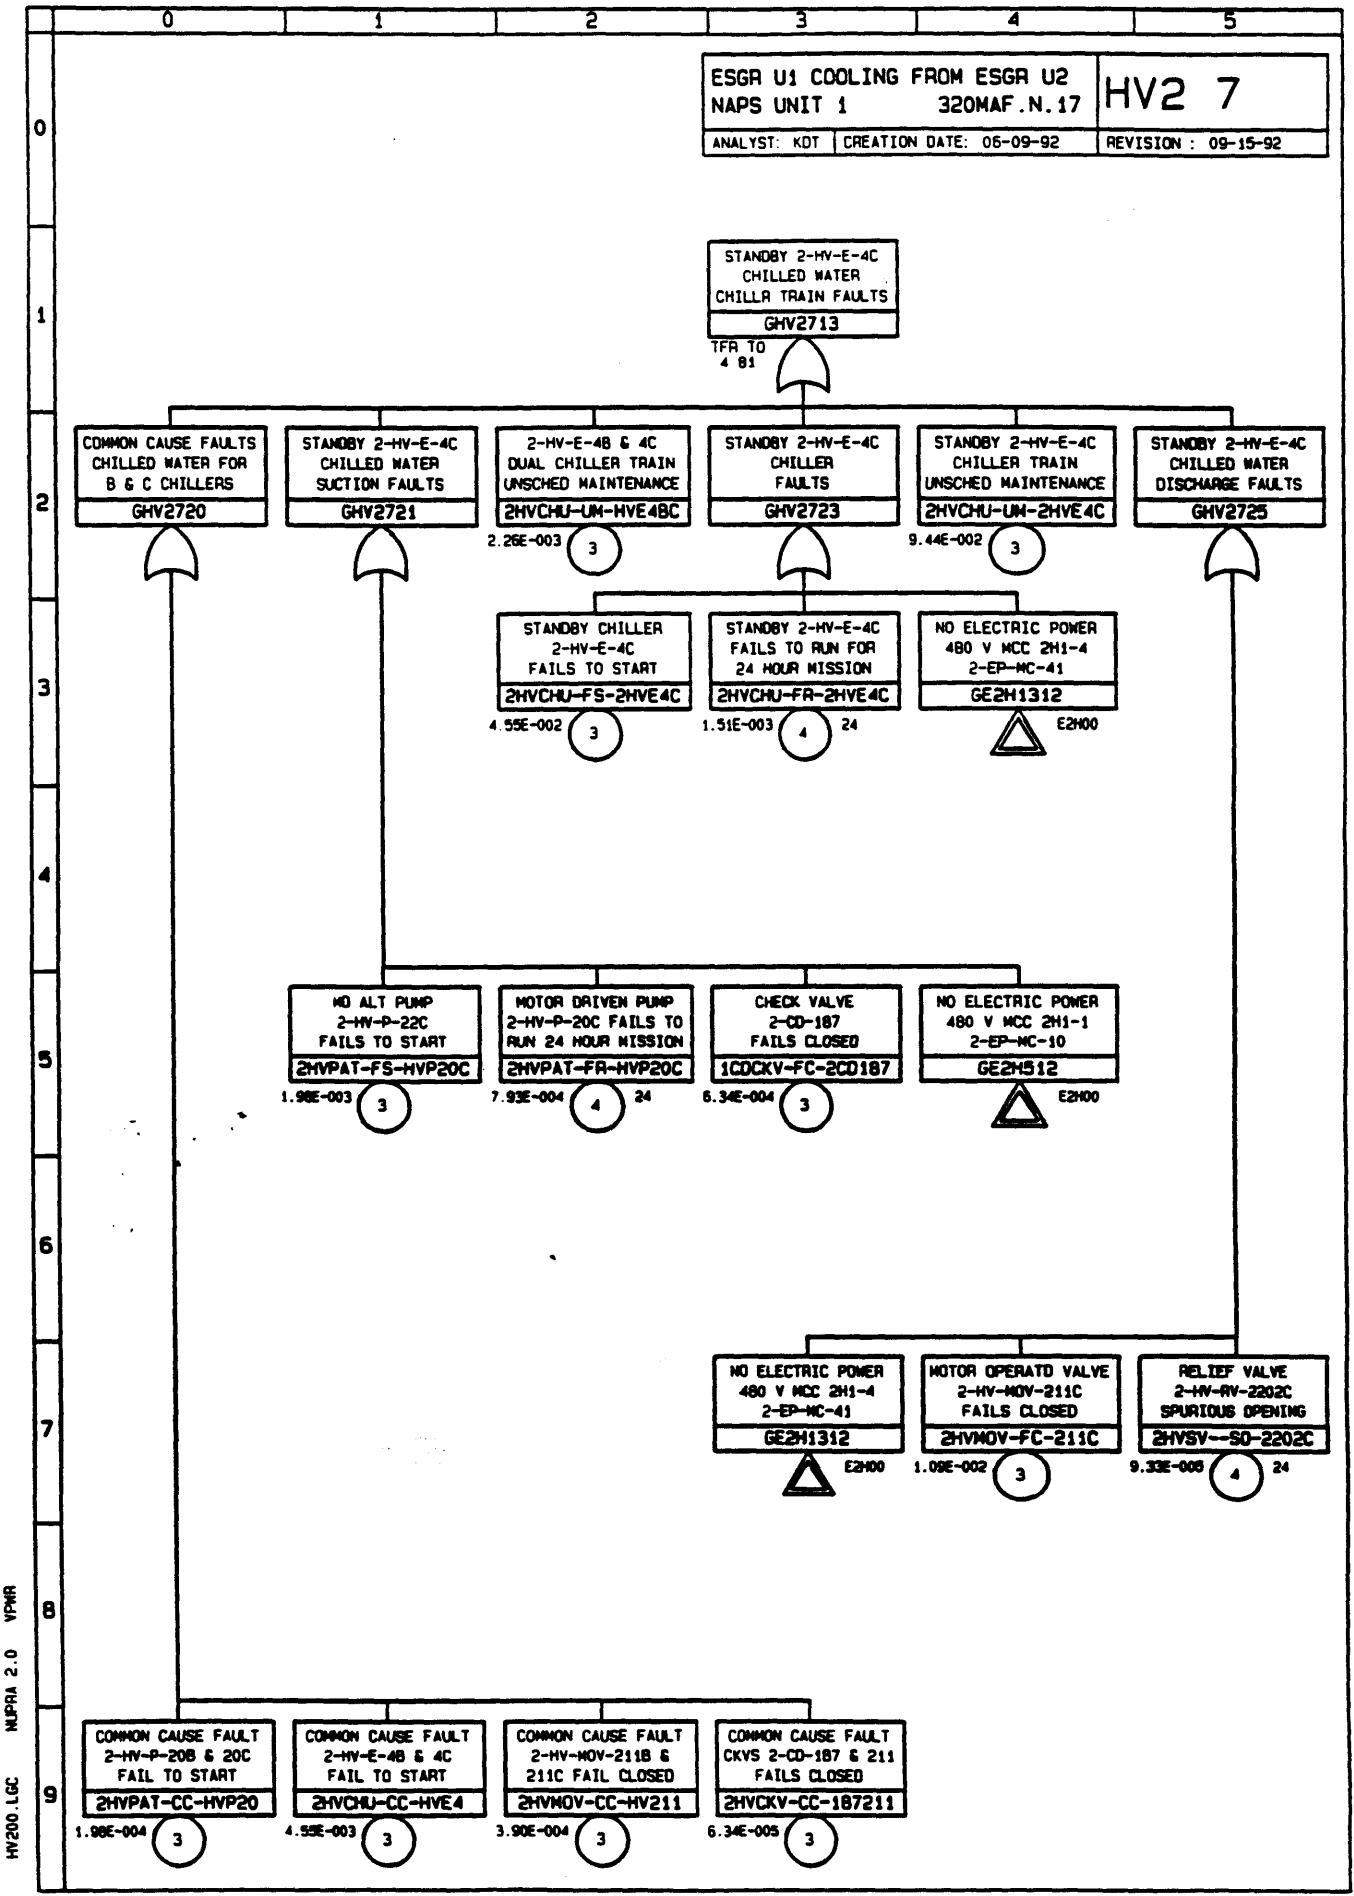 0 1 2 3 4 5
ESGR U1 COOLING FROM ESGR U2
NAPS UNIT 1 320MAF.N.17
HV2 7
ANALYST: KDT
CREATION DATE: 06-09-92
REVISION : 09-15-92
0
STANDBY 2-HV-E-4C
CHILLED WATER
CHILLR TRAIN FAULTS
GHV2713
TFR TO
4 B1
1
COMMON CAUSE FAULTS
CHILLED WATER FOR
B & C CHILLERS
GHV2720
STANDBY 2-HV-E-4C
CHILLED WATER
SUCTION FAULTS
GHV2721
2-HV-E-4B & 4C
DUAL CHILLER TRAIN
UNSCHED MAINTENANCE
2HVCHU-UM-HVE4BC
2.26E-003
3
STANDBY 2-HV-E-4C
CHILLER
FAULTS
GHV2723
STANDBY 2-HV-E-4C
CHILLER TRAIN
UNSCHED MAINTENANCE
2HVCHU-UM-2HVE4C
9.44E-002
3
STANDBY 2-HV-E-4C
CHILLED WATER
DISCHARGE FAULTS
GHV2725
2
STANDBY CHILLER
2-HV-E-4C
FAILS TO START
2HVCHU-FS-2HVE4C
4.55E-002
3
STANDBY 2-HV-E-4C
FAILS TO RUN FOR
24 HOUR MISSION
2HVCHU-FR-2HVE4C
1.51E-003
4
24
NO ELECTRIC POWER
480 V MCC 2H1-4
2-EP-MC-41
GE2H1312
E2H00
3
4
NO ALT PUMP
2-HV-P-22C
FAILS TO START
2HVPAT-FS-HVP20C
1.98E-003
3
MOTOR DRIVEN PUMP
2-HV-P-20C FAILS TO
RUN 24 HOUR MISSION
2HVPAT-FR-HVP20C
7.93E-004
4
24
CHECK VALVE
2-CD-187
FAILS CLOSED
1CDCKV-FC-2CD187
6.34E-004
3
NO ELECTRIC POWER
480 V MCC 2H1-1
2-EP-MC-10
GE2H512
E2H00
5
6
NO ELECTRIC POWER
480 V MCC 2H1-4
2-EP-MC-41
GE2H1312
E2H00
MOTOR OPERATD VALVE
2-HV-MOV-211C
FAILS CLOSED
2HVMOV-FC-211C
1.09E-002
3
RELIEF VALVE
2-HV-RV-2202C
SPURIOUS OPENING
2HVSV--SO-2202C
9.33E-005
4
24
7
8
COMMON CAUSE FAULT
2-HV-P-20B & 20C
FAIL TO START
2HVPAT-CC-HVP20
1.98E-004
3
COMMON CAUSE FAULT
2-HV-E-4B & 4C
FAIL TO START
2HVCHU-CC-HVE4
4.55E-003
3
COMMON CAUSE FAULT
2-HV-MOV-211B &
211C FAIL CLOSED
2HVMOV-CC-HV211
3.90E-004
3
COMMON CAUSE FAULT
CKVS 2-CD-187 & 211
FAILS CLOSED
2HVCKV-CC-187211
6.34E-005
3
9
HV200.LGC NUPRA 2.0 VPWR